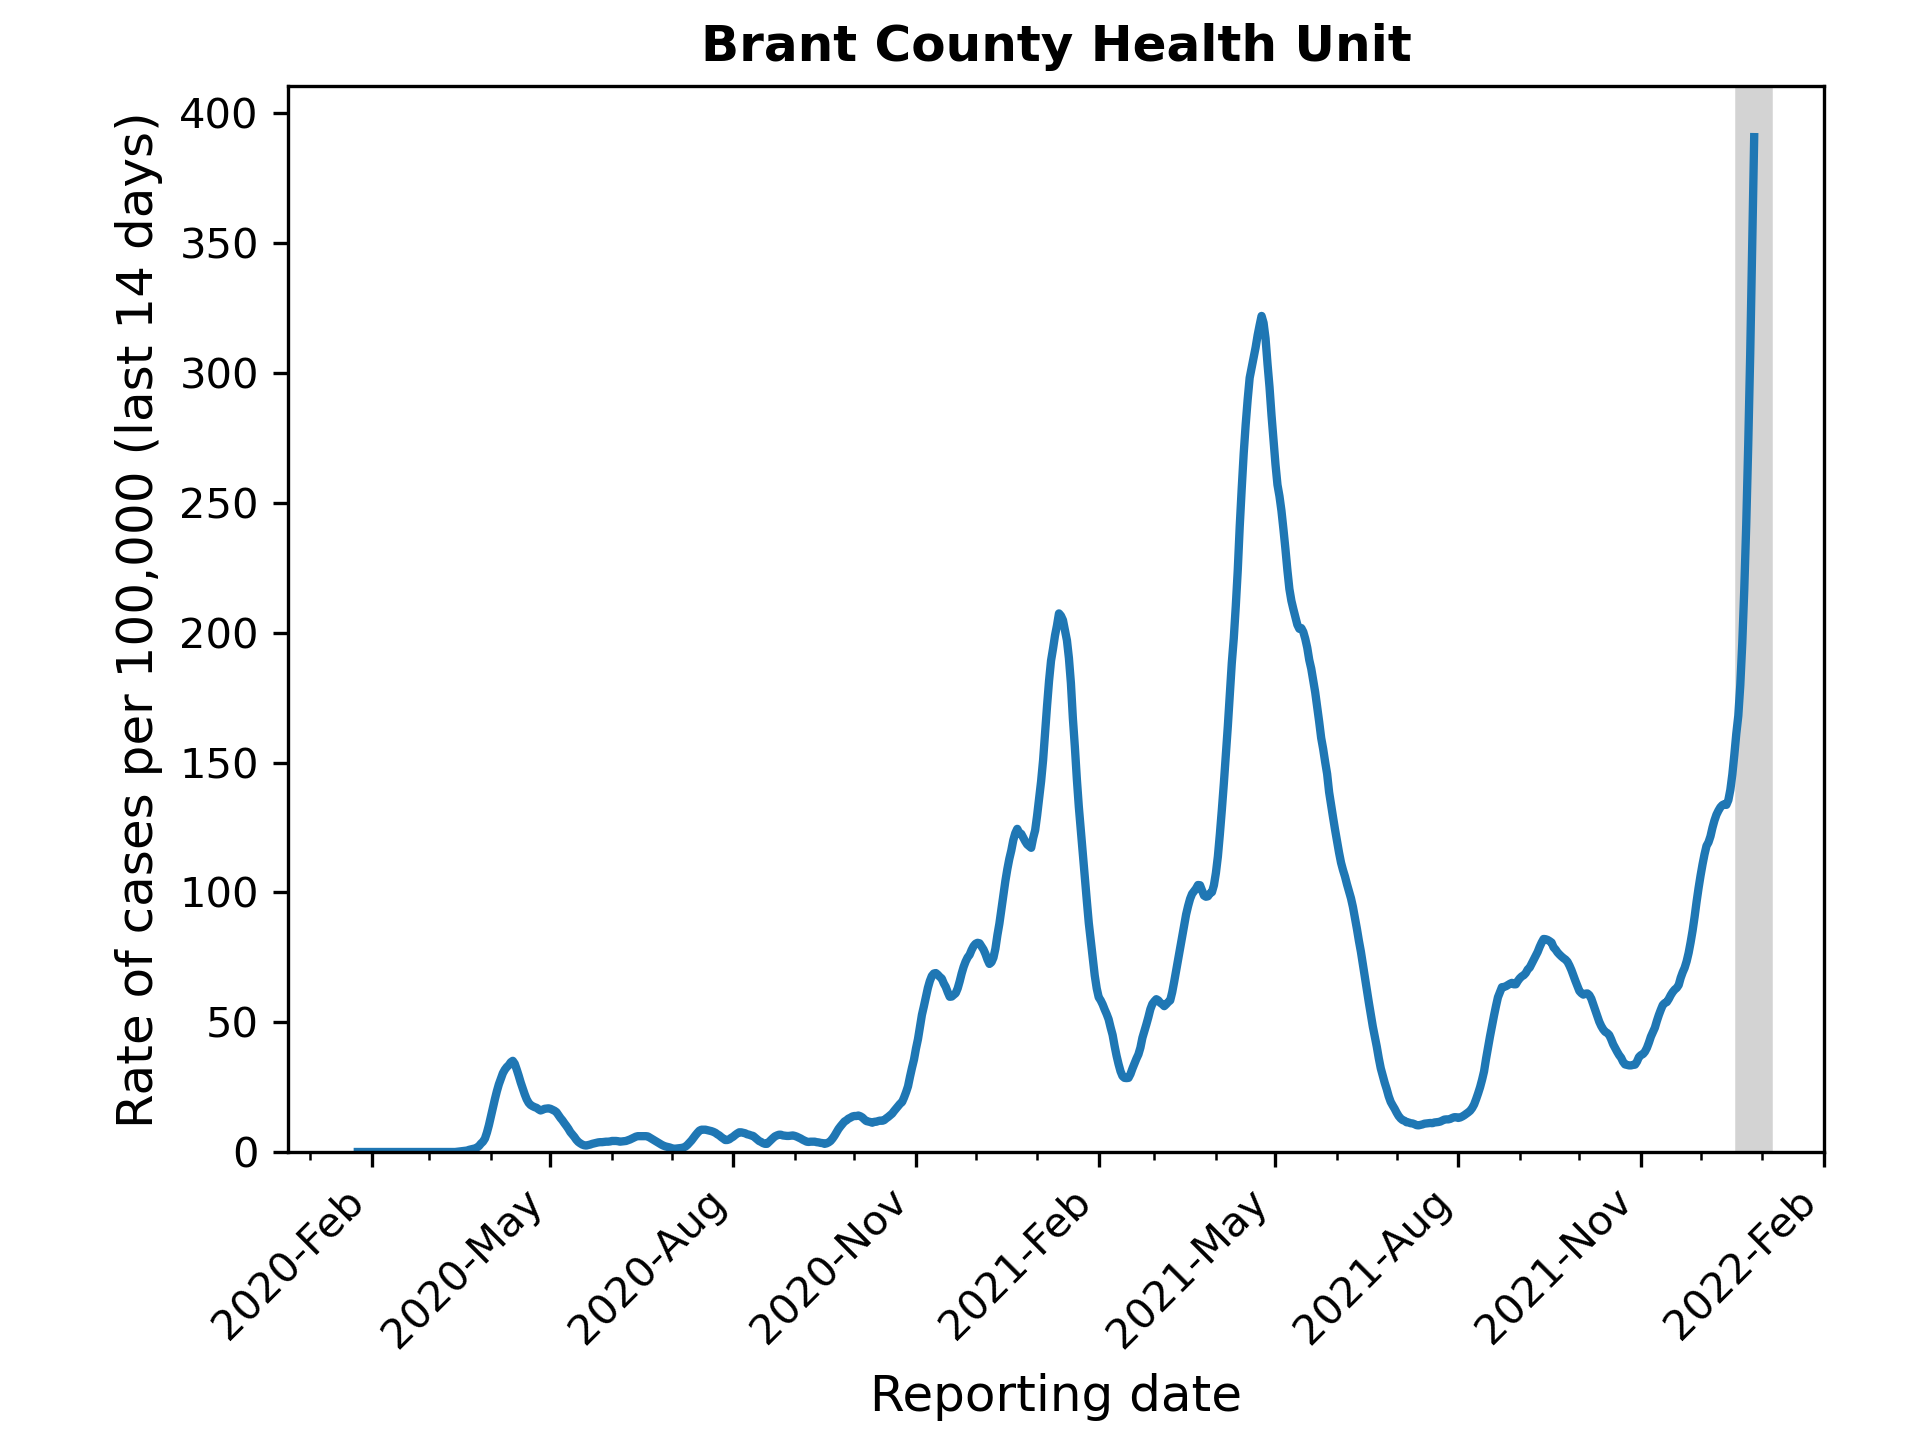 Brant County Health Unit
Rate of cases per 100,000 (last 14 days)
400
350
300
250
200
150
100
50
0
2020-Feb
2020-May
2020-Aug
2020-Nov
2021-Feb
2021-May
2021-Aug
2021-Nov
2022-Feb
Reporting date